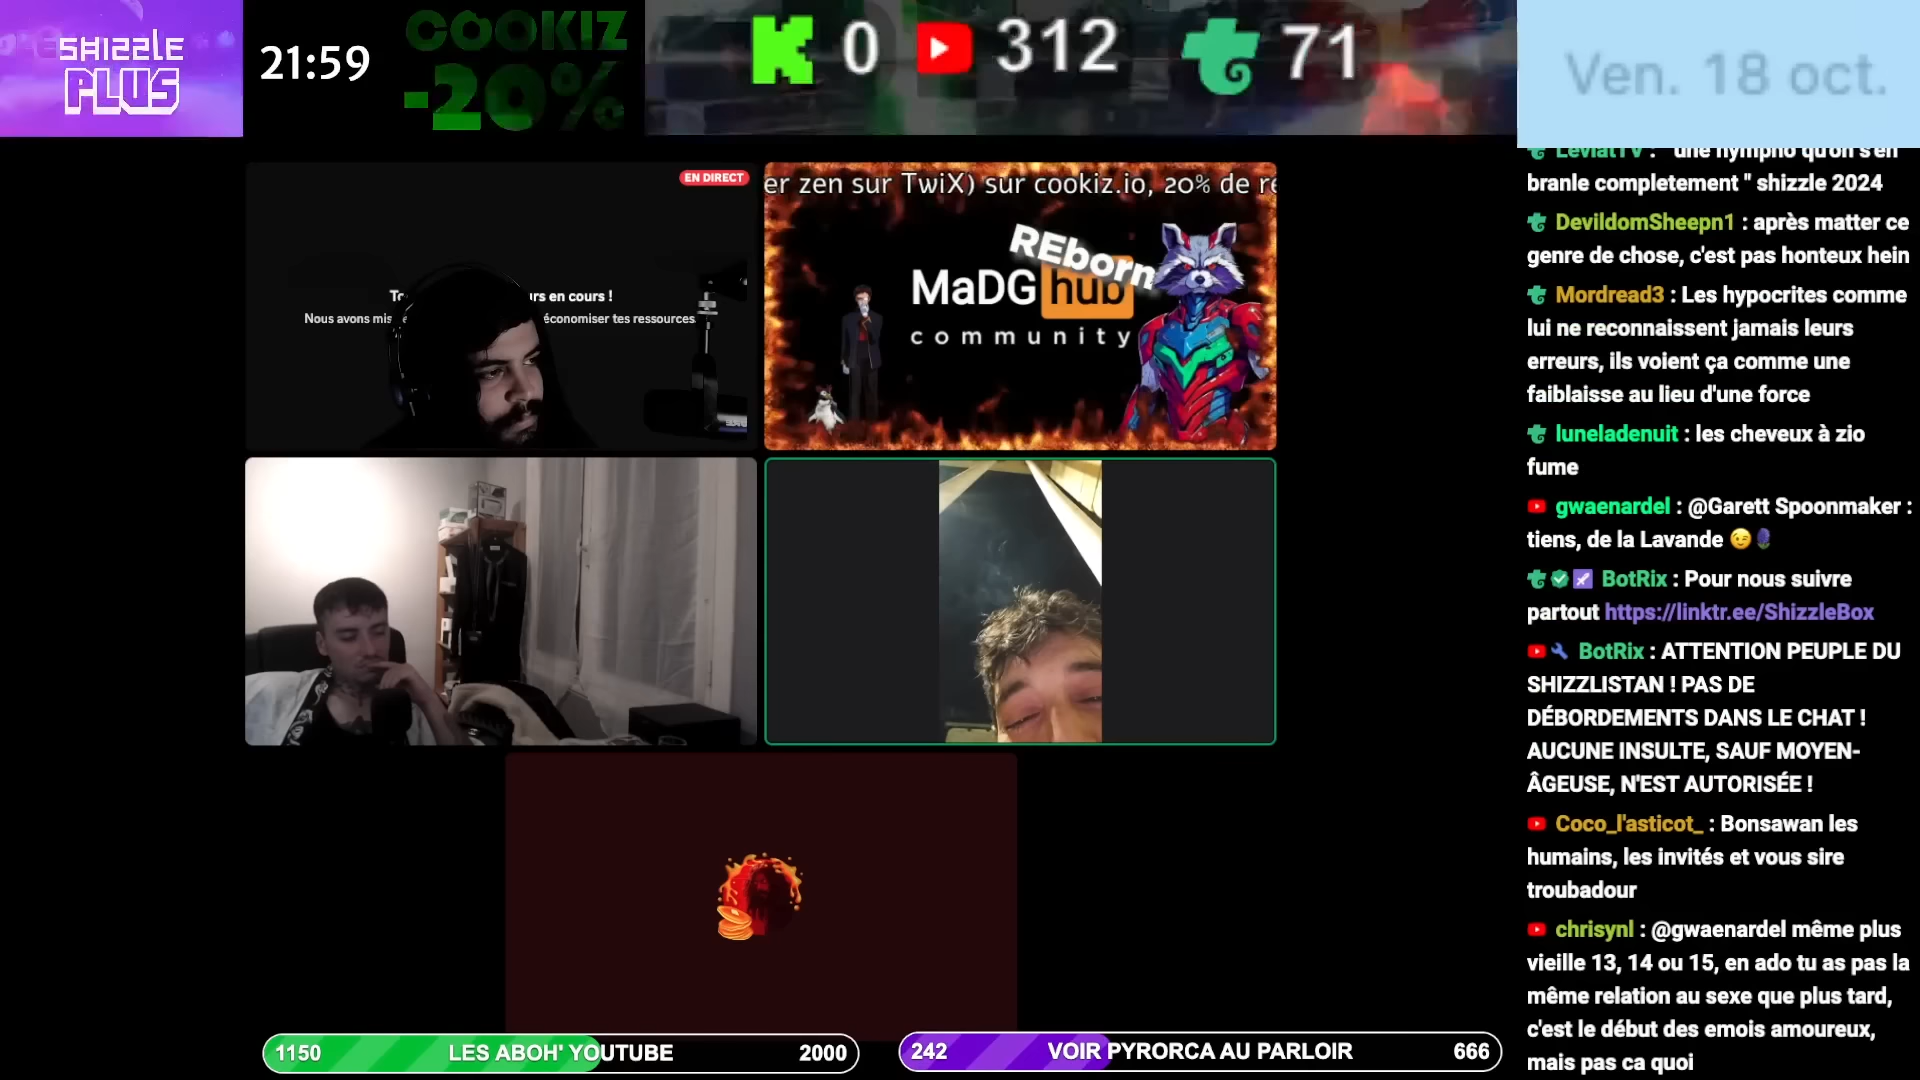 SHIZZLE
PLUS
21:59
COOKIZ
-20%
0
312
71
Ven. 18 oct.
EN DIRECT
urs en cours !
Nous avons mis
économiser tes ressources.
er zen sur TwiX) sur cookiz.io, 20% de re
REborn
MaDG hub
community
LeviatTV : " une nympho qu'on s'en
branle completement " shizzle 2024
DevildomSheepn1 : après matter ce
genre de chose, c'est pas honteux hein
Mordread3 : Les hypocrites comme
lui ne reconnaissent jamais leurs
erreurs, ils voient ça comme une
faiblaisse au lieu d'une force
luneladenuit : les cheveux à zio
fume
gwaenardel : @Garett Spoonmaker :
tiens, de la Lavande 😉🪻
BotRix : Pour nous suivre
partout https://linktr.ee/ShizzleBox
BotRix : ATTENTION PEUPLE DU
SHIZZLISTAN ! PAS DE
DÉBORDEMENTS DANS LE CHAT !
AUCUNE INSULTE, SAUF MOYEN-
ÂGEUSE, N'EST AUTORISÉE !
Coco_l'asticot_ : Bonsawan les
humains, les invités et vous sire
troubadour
chrisynl : @gwaenardel même plus
vieille 13, 14 ou 15, en ado tu as pas la
même relation au sexe que plus tard,
c'est le début des emois amoureux,
mais pas ca quoi
1150 LES ABOH' YOUTUBE 2000
242 VOIR PYRORCA AU PARLOIR 666